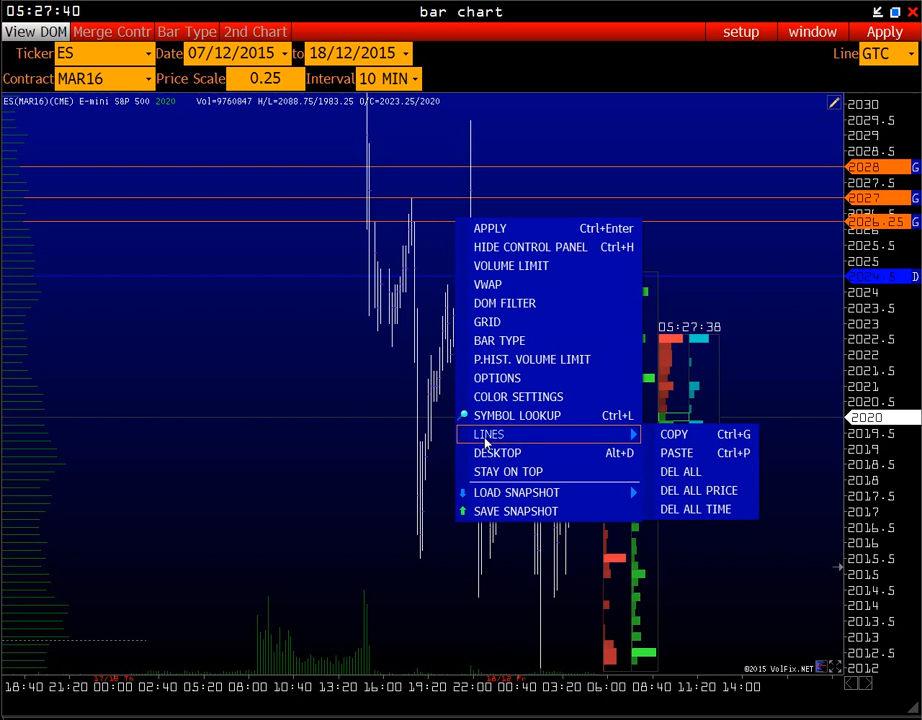 05:27:40
bar chart
View DOM Merge Contr Bar Type 2nd Chart setup window Apply
Ticker ES Date 07/12/2015 to 18/12/2015 Line GTC
Contract MAR16 Price Scale 0.25 Interval 10 MIN
ES(MAR16)(CME) E-mini S&P 500 2020 Vol=9760847 H/L=2088.75/1983.25 O/C=2023.25/2020
2030
2029.5
2029
2028.5
2028 G
2027.5
2027 G
2026.25 G
2026
2025.5
2025
2024.5 D
2024
2023.5
2023
2022.5
2022
2021.5
2021
2020.5
2020
2019.5
2019
2018.5
2018
2017.5
2017
2016.5
2016
2015.5
2015
2014.5
2014
2013.5
2013
2012.5
2012
APPLY Ctrl+Enter
HIDE CONTROL PANEL Ctrl+H
VOLUME LIMIT
VWAP
DOM FILTER
GRID
BAR TYPE
P.HIST. VOLUME LIMIT
OPTIONS
COLOR SETTINGS
SYMBOL LOOKUP Ctrl+L
LINES
DESKTOP Alt+D
STAY ON TOP
LOAD SNAPSHOT
SAVE SNAPSHOT
COPY Ctrl+G
PASTE Ctrl+P
DEL ALL
DEL ALL PRICE
DEL ALL TIME
05:27:38
©2015 VolFix.NET
17/12 Th 18/12 Fr
18:40 21:20 00:00 02:40 05:20 08:00 10:40 13:20 16:00 19:20 22:00 00:40 03:20 06:00 08:40 11:20 14:00